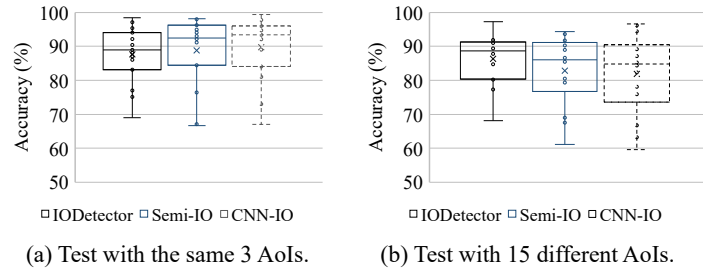 Accuracy (%)
100
90
80
70
60
50
IODetector Semi-IO CNN-IO
(a) Test with the same 3 AoIs.
Accuracy (%)
100
90
80
70
60
50
IODetector Semi-IO CNN-IO
(b) Test with 15 different AoIs.